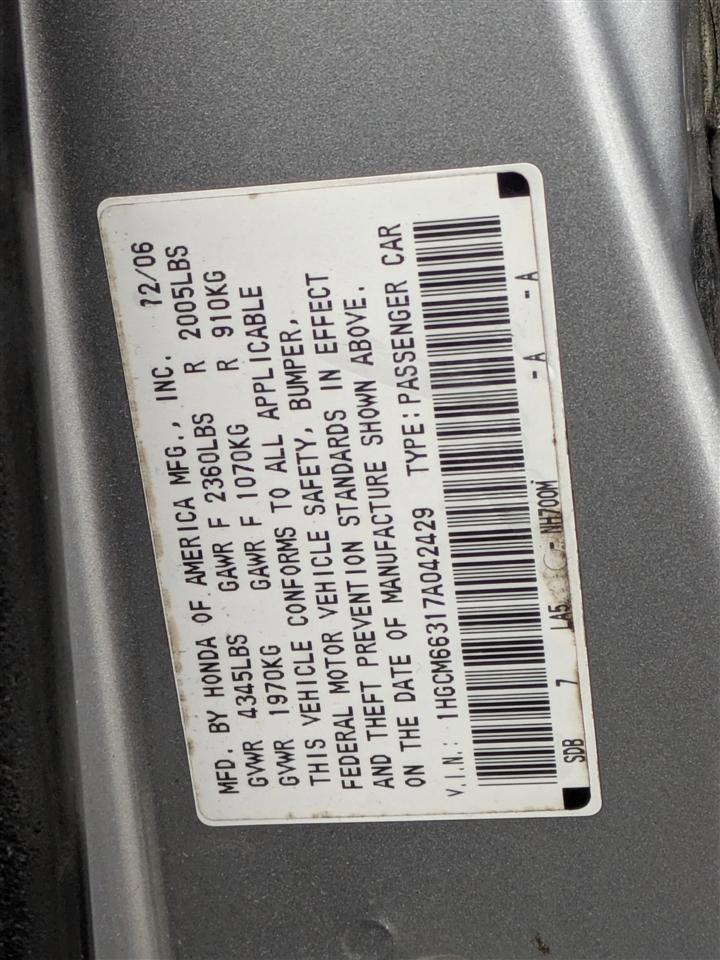 MFD. BY HONDA OF AMERICA MFG., INC. 12/06
GVWR 4345LBS GAWR F 2360LBS R 2005LBS
GVWR 1970KG GAWR F 1070KG R 910KG
THIS VEHICLE CONFORMS TO ALL APPLICABLE
FEDERAL MOTOR VEHICLE SAFETY, BUMPER,
AND THEFT PREVENTION STANDARDS IN EFFECT
ON THE DATE OF MANUFACTURE SHOWN ABOVE.
V.I.N.: 1HGCM66317A042429 TYPE: PASSENGER CAR
SDB 7 LA5 NH700M -A -A